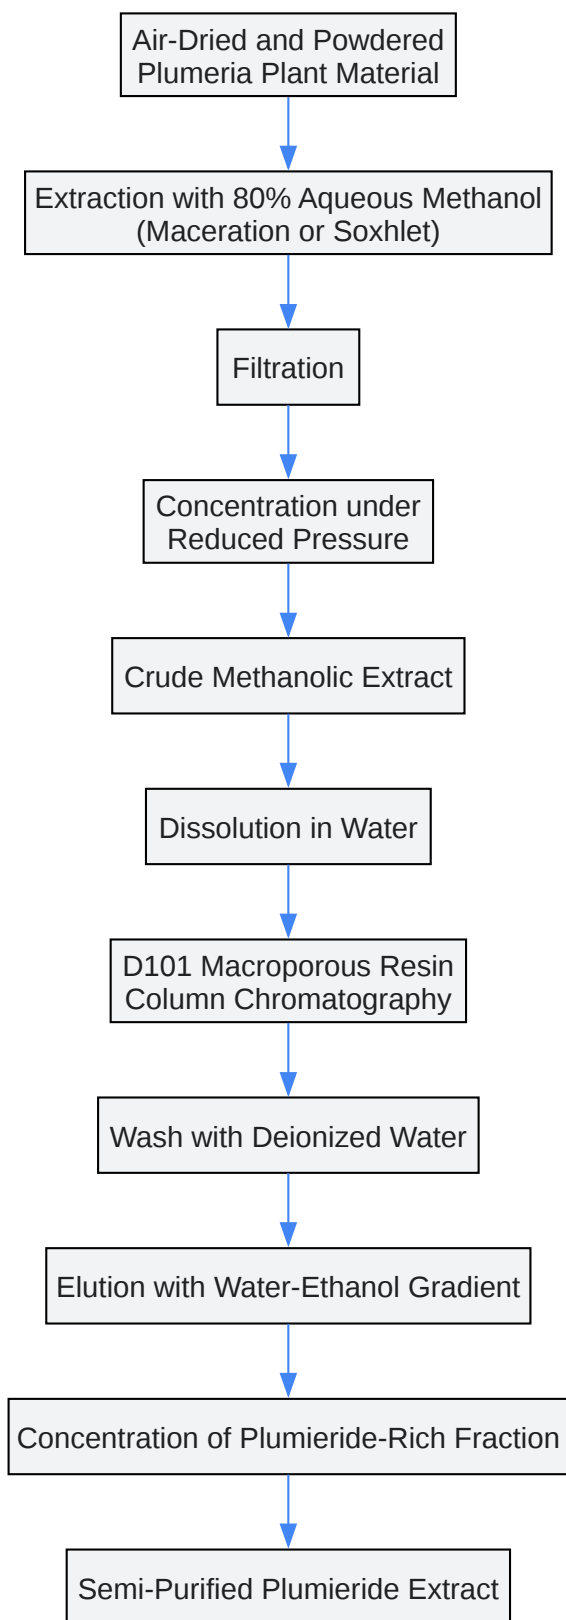 Air-Dried and Powdered
Plumeria Plant Material
Extraction with 80% Aqueous Methanol
(Maceration or Soxhlet)
Filtration
Concentration under
Reduced Pressure
Crude Methanolic Extract
Dissolution in Water
D101 Macroporous Resin
Column Chromatography
Wash with Deionized Water
Elution with Water-Ethanol Gradient
Concentration of Plumieride-Rich Fraction
Semi-Purified Plumieride Extract